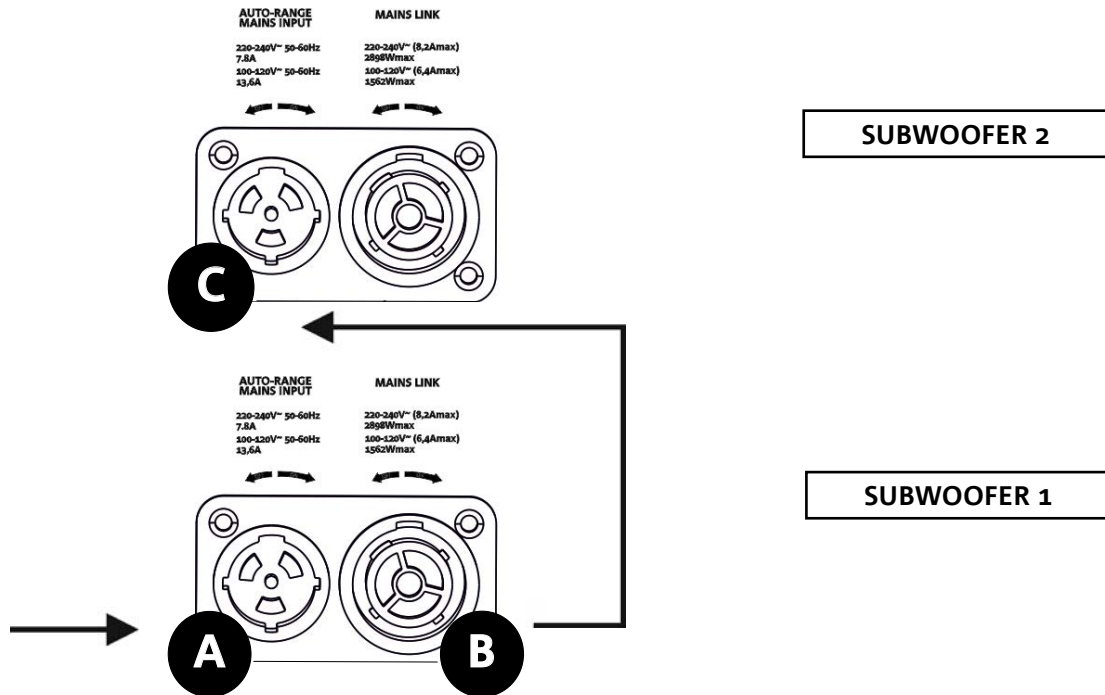 AUTO-RANGE
MAINS INPUT
220-240V~ 50-60Hz
7.8A
100-120V~ 50-60Hz
13,6A
MAINS LINK
220-240V~ (8,2Amax)
2898Wmax
100-120V~ (6,4Amax)
1562Wmax
SUBWOOFER 2
C
AUTO-RANGE
MAINS INPUT
220-240V~ 50-60Hz
7.8A
100-120V~ 50-60Hz
13,6A
MAINS LINK
220-240V~ (8,2Amax)
2898Wmax
100-120V~ (6,4Amax)
1562Wmax
SUBWOOFER 1
A
B